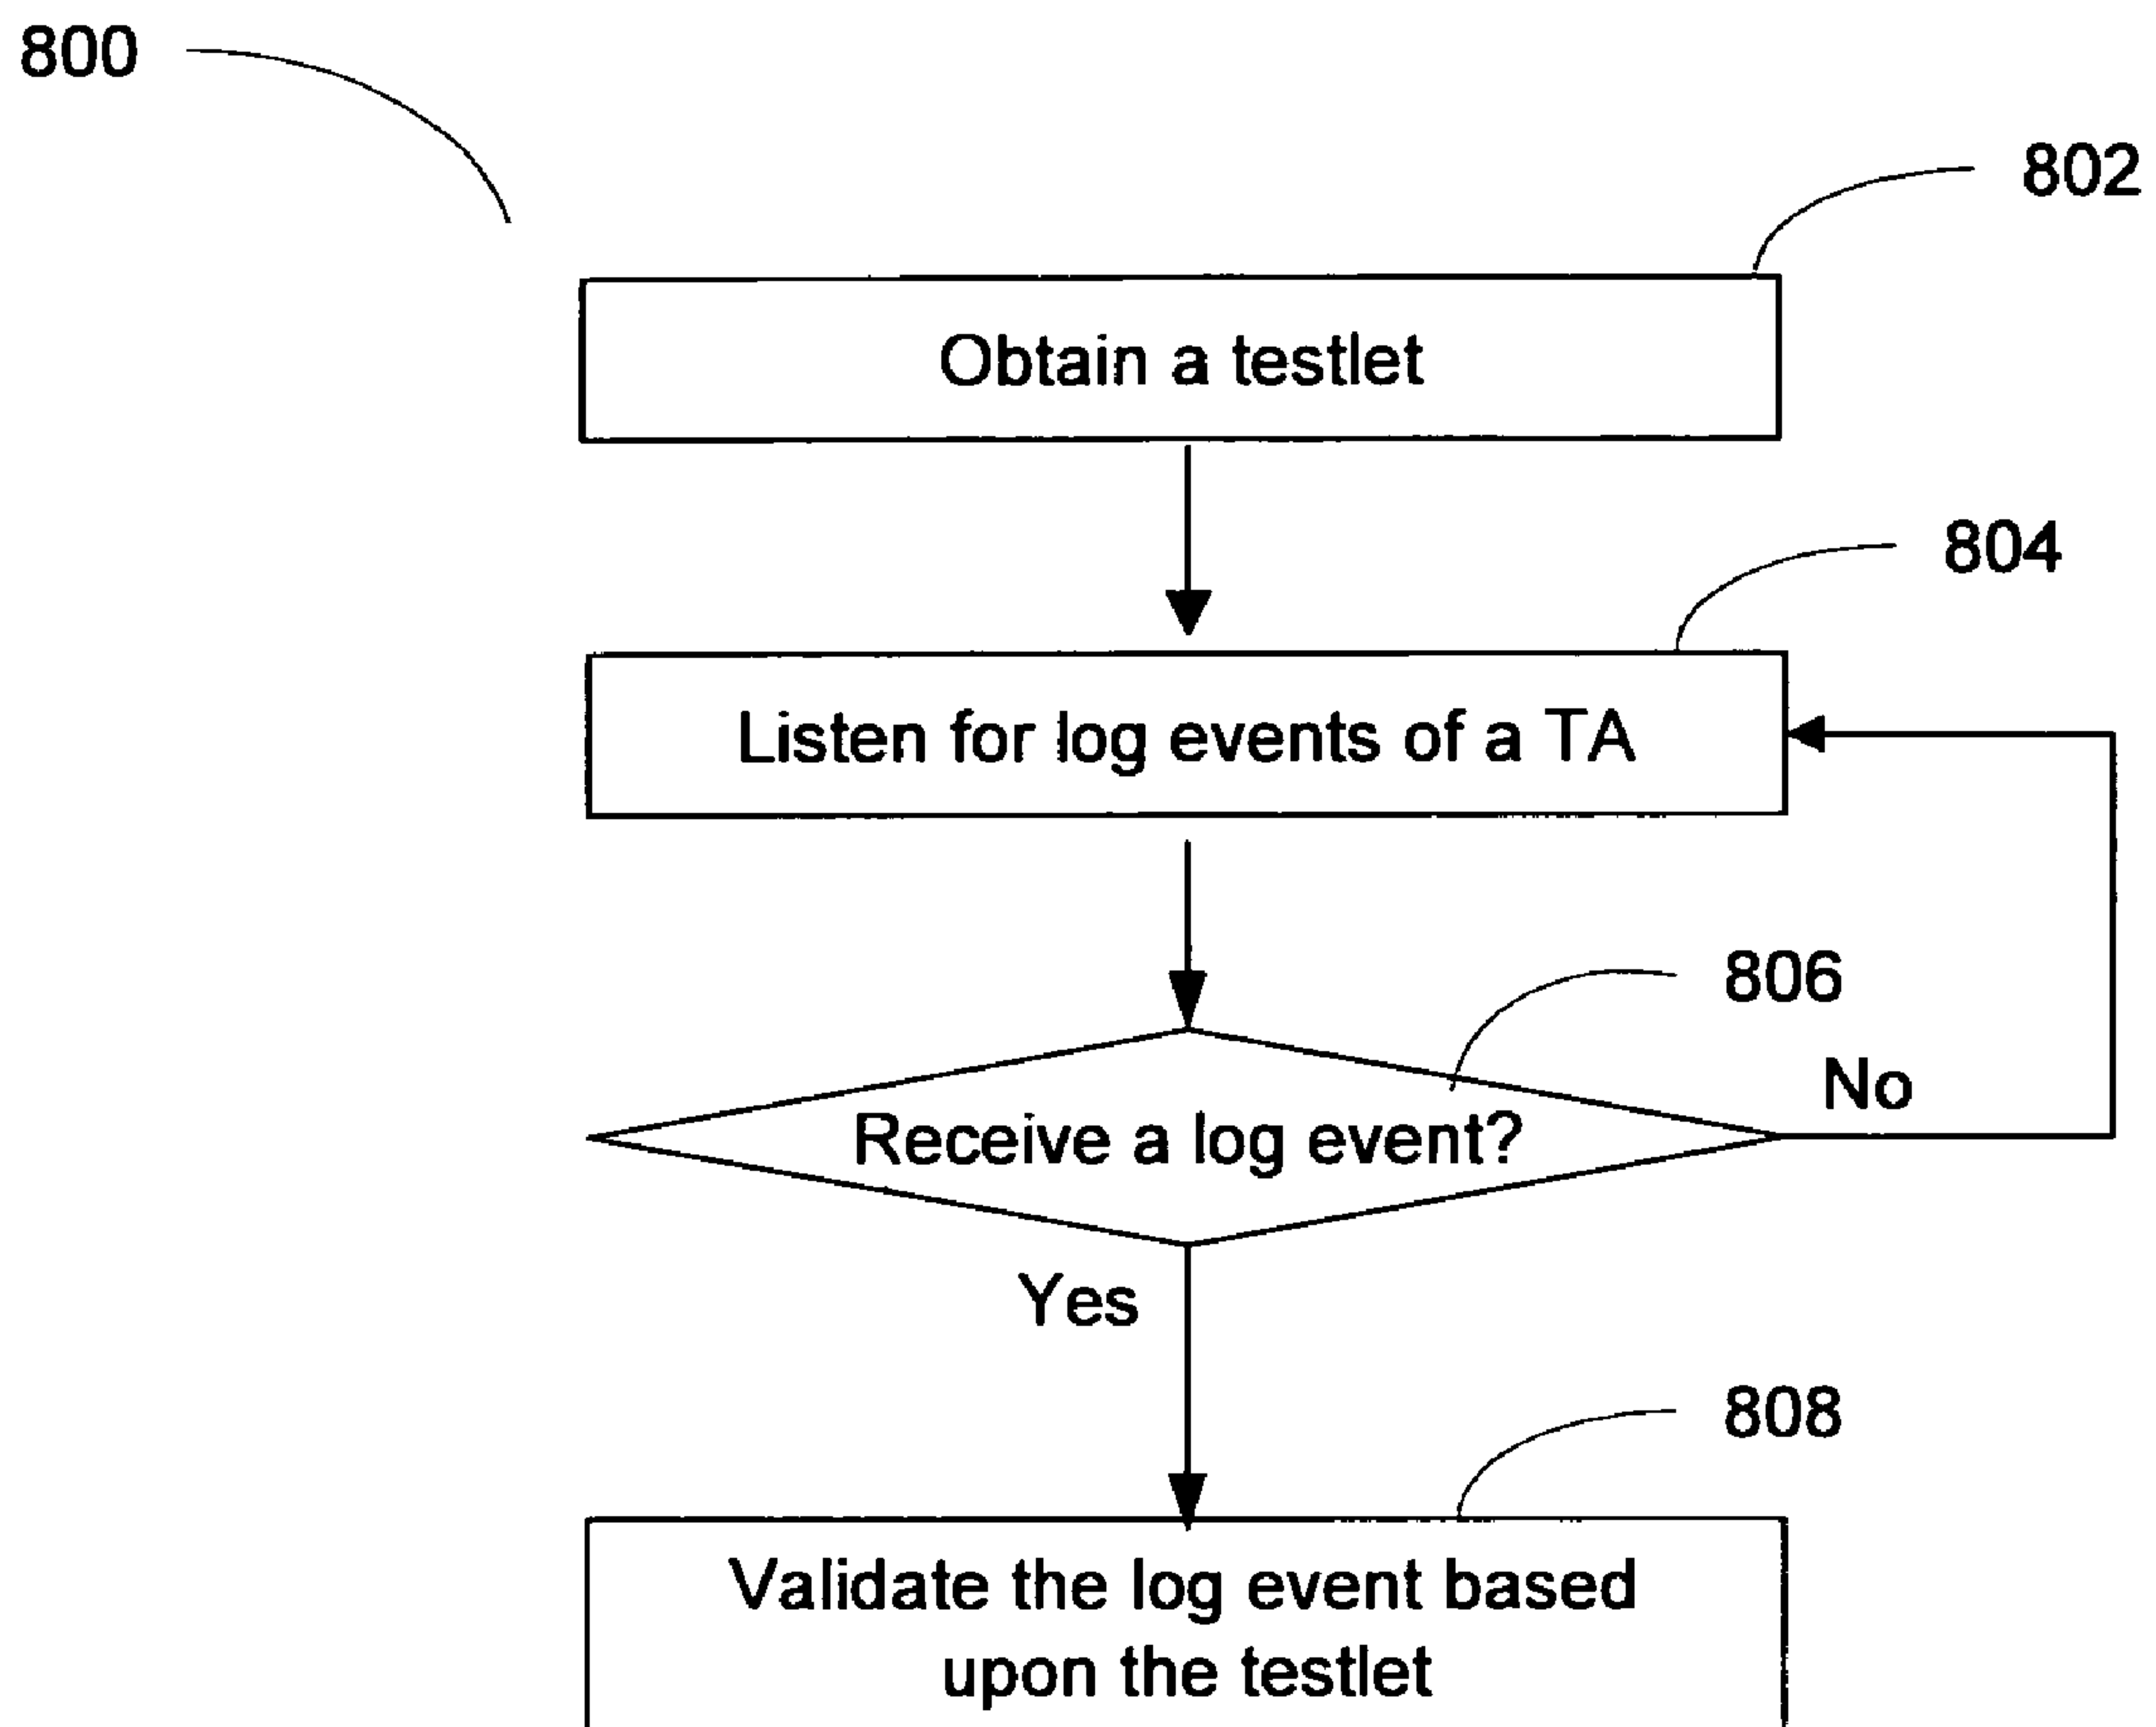 800
802
Obtain a testlet
804
Listen for log events of a TA
806
No
Receive a log event?
Yes
808
Validate the log event based
upon the testlet